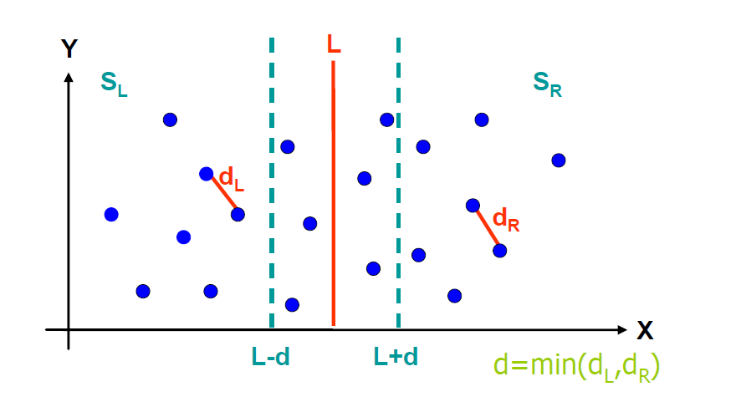 Y
L
S_L
S_R
d_L
d_R
X
L-d
L+d
d=min(d_L,d_R)